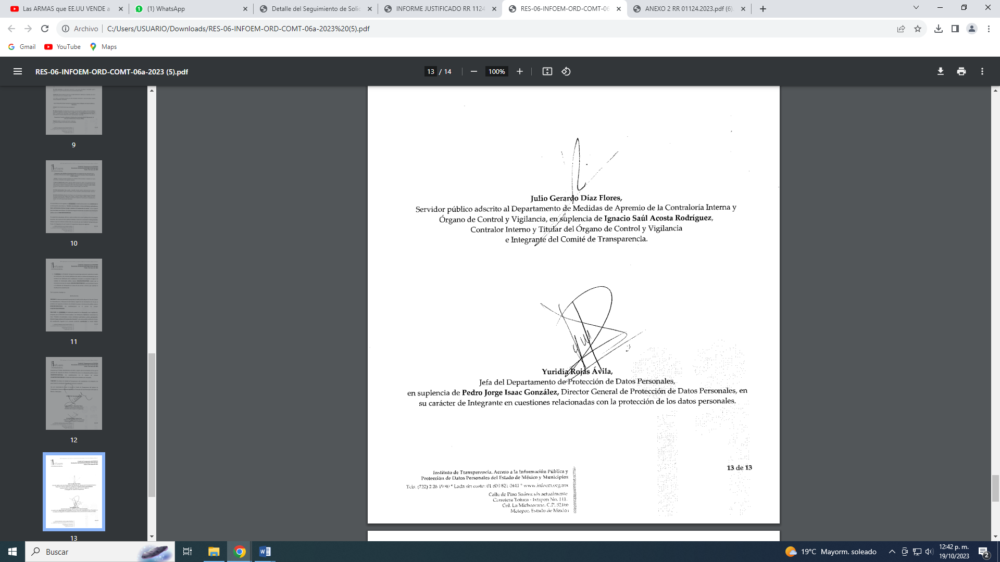 Las ARMAS que EE.UU VENDE a
(1) WhatsApp
Detalle del Seguimiento de Solic
INFORME JUSTIFICADO RR 1124
RES-06-INFOEM-ORD-COMT-06
ANEXO 2 RR 01124.2023.pdf (6)
Archivo C:/Users/USUARIO/Downloads/RES-06-INFOEM-ORD-COMT-06a-2023%20(5).pdf
Gmail YouTube Maps
RES-06-INFOEM-ORD-COMT-06a-2023 (5).pdf 13 / 14 100%
9
10
11
12
13
Julio Gerardo Díaz Flores,
Servidor público adscrito al Departamento de Medidas de Apremio de la Contraloría Interna y
Órgano de Control y Vigilancia, en suplencia de Ignacio Saúl Acosta Rodríguez,
Contralor Interno y Titular del Órgano de Control y Vigilancia
e Integrante del Comité de Transparencia.
Yuridia Rojas Ávila,
Jefa del Departamento de Protección de Datos Personales,
en suplencia de Pedro Jorge Isaac González, Director General de Protección de Datos Personales, en
su carácter de Integrante en cuestiones relacionadas con la protección de los datos personales.
13 de 13
Instituto de Transparencia, Acceso a la Información Pública y
Protección de Datos Personales del Estado de México y Municipios
Tels. (722) 2 26 19 80 * Lada sin costo: 01 800 821 0441 * www.infoem.org.mx
Calle de Pino Suárez s/n actualmente
Carretera Toluca - Ixtapan No. 111,
Col. La Michoacana, C.P. 52166
Metepec, Estado de México
Buscar
19°C Mayorm. soleado
12:42 p. m.
19/10/2023
2